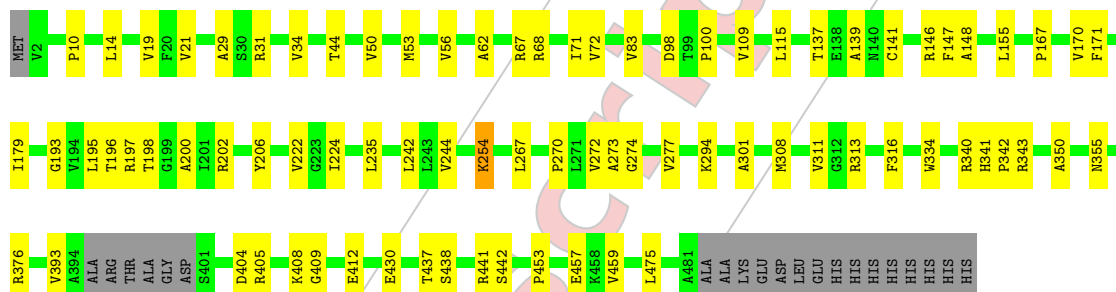 MET V2 P10 L14 V19 F20 V21 A29 S30 R31 V34 T44 V50 M53 V56 A62 R67 R68 I71 V72 V83 D98 T99 P100 V109 L115 T137 E138 A139 N140 C141 R146 F147 A148 L155 P167 V170 F171
I179 G193 V194 L195 T196 R197 T198 G199 A200 I201 R202 Y206 V222 G223 I224 L235 L242 L243 V244 K254 L267 P270 L271 V272 A273 G274 V277 K294 A301 M308 V311 G312 R313 F316 W334 R340 H341 P342 R343 A350 N355
R376 V393 A394 ALA ARG THR ALA GLY ASP S401 D404 R405 K408 G409 E412 E430 T437 S438 R441 S442 P453 E457 K458 V459 L475 A481 ALA ALA LYS GLU ASP LEU GLU HIS HIS HIS HIS HIS HIS HIS HIS